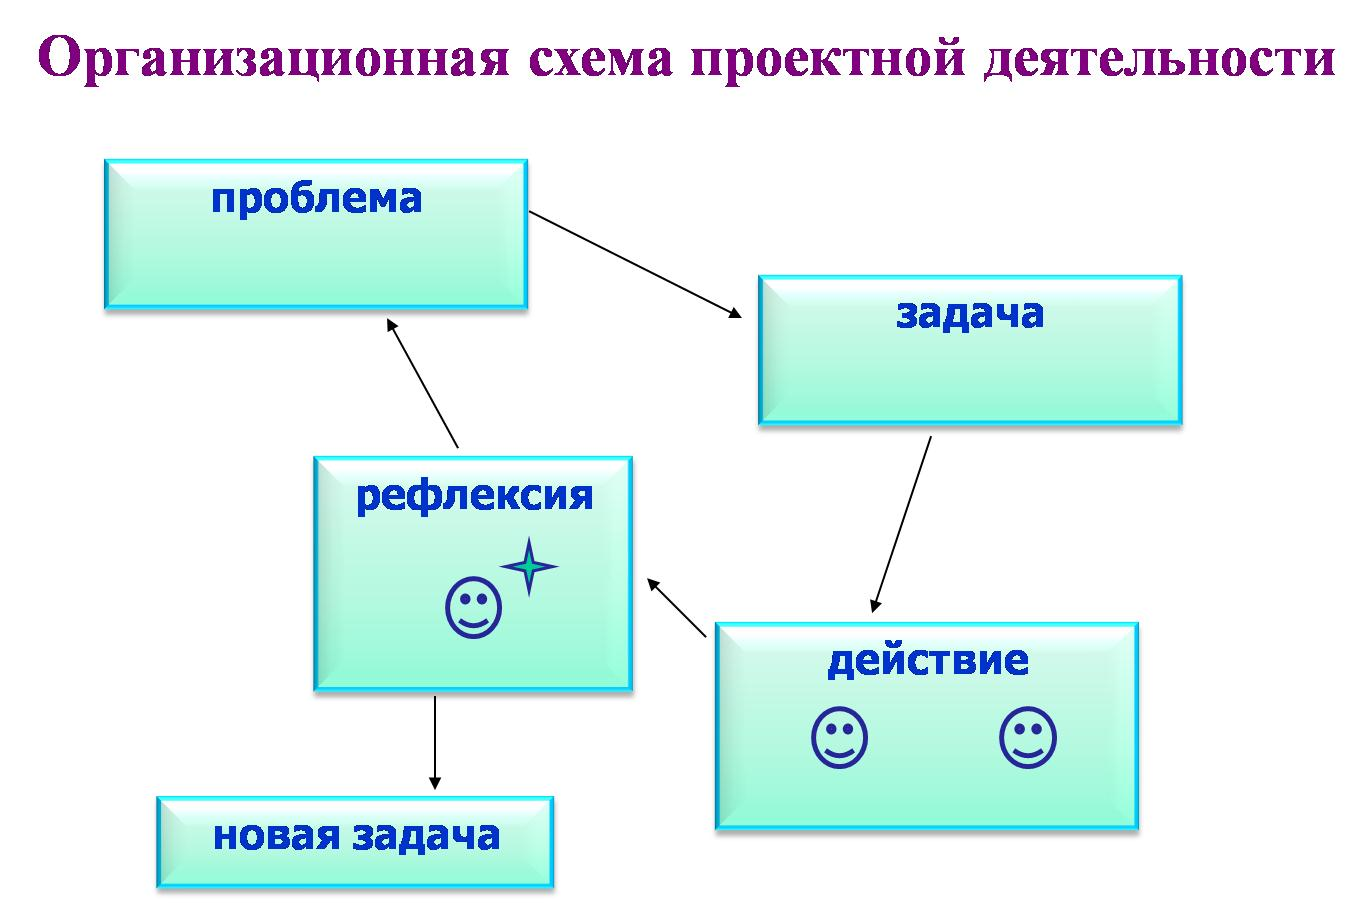 Организационная схема проектной деятельности
проблема
задача
рефлексия
действие
новая задача